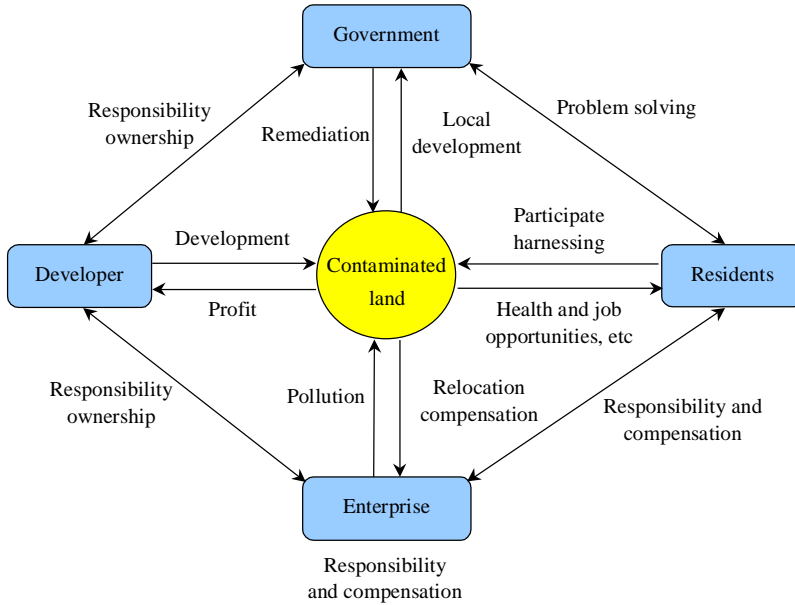 Government
Responsibility
ownership
Remediation
Local
development
Problem solving
Participate
harnessing
Development
Developer
Contaminated
land
Residents
Profit
Health and job
opportunities, etc
Responsibility
ownership
Pollution
Relocation
compensation
Responsibility and
compensation
Enterprise
Responsibility
and compensation